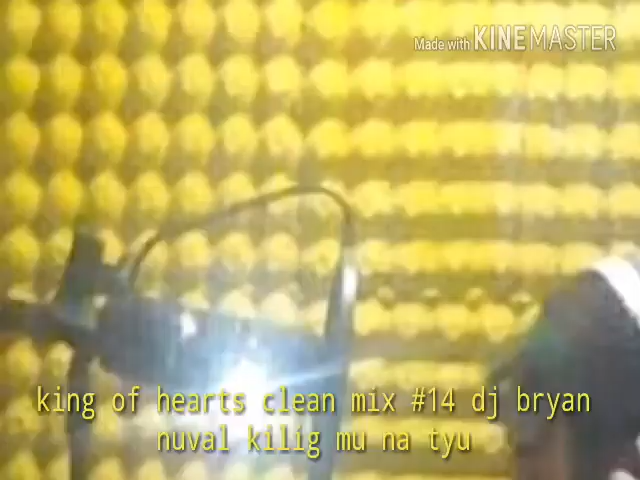 Made with KINEMASTER
king of hearts clean mix #14 dj bryan
nuval kilig mu na tyu